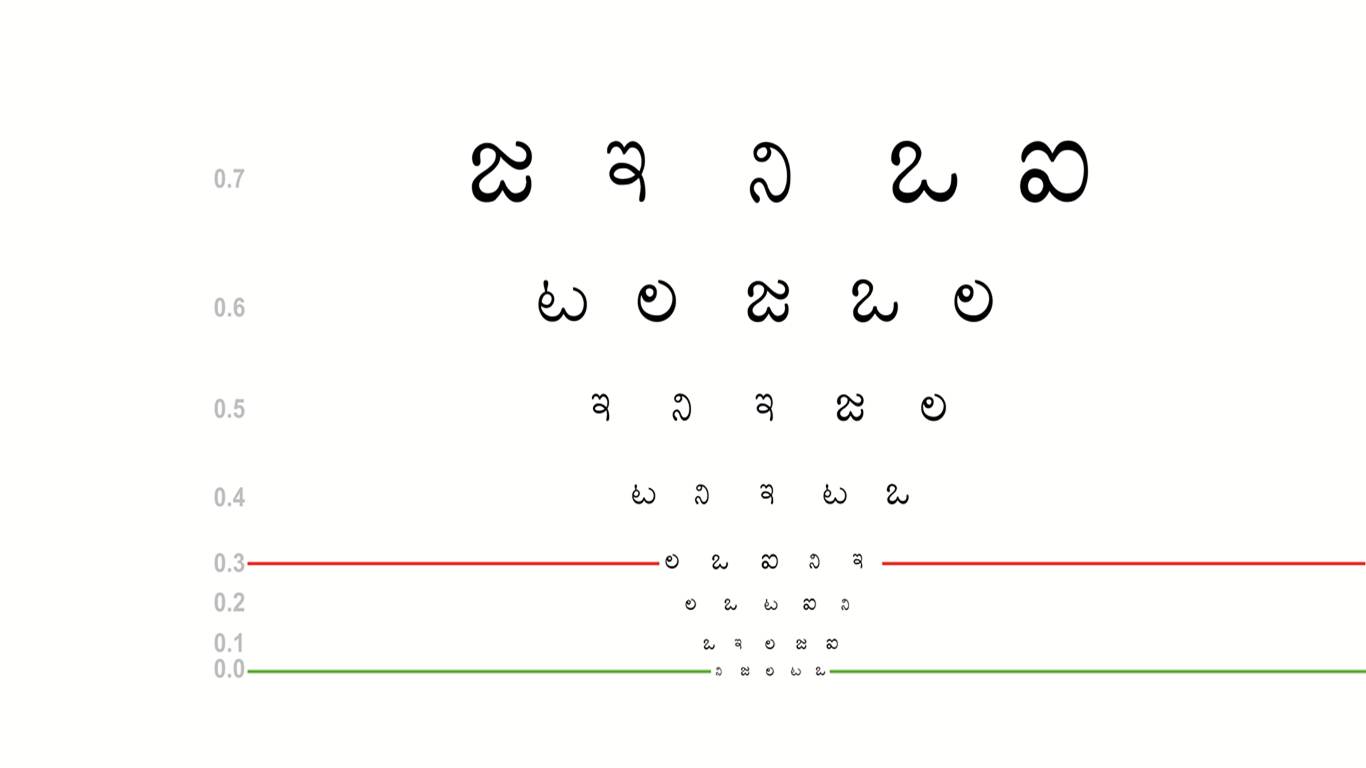 0.7 ಜ ಇ ನಿ ಒ ಐ
0.6 ಟ ಲ ಜ ಒ ಲ
0.5 ಇ ನಿ ಇ ಜ ಲ
0.4 ಟ ನಿ ಇ ಟ ಒ
0.3 ಲ ಒ ಐ ನಿ ಇ
0.2 ಲ ಒ ಟ ಐ ನಿ
0.1 ಒ ಇ ಲ ಜ ಐ
0.0 ನಿ ಜ ಲ ಟ ಒ